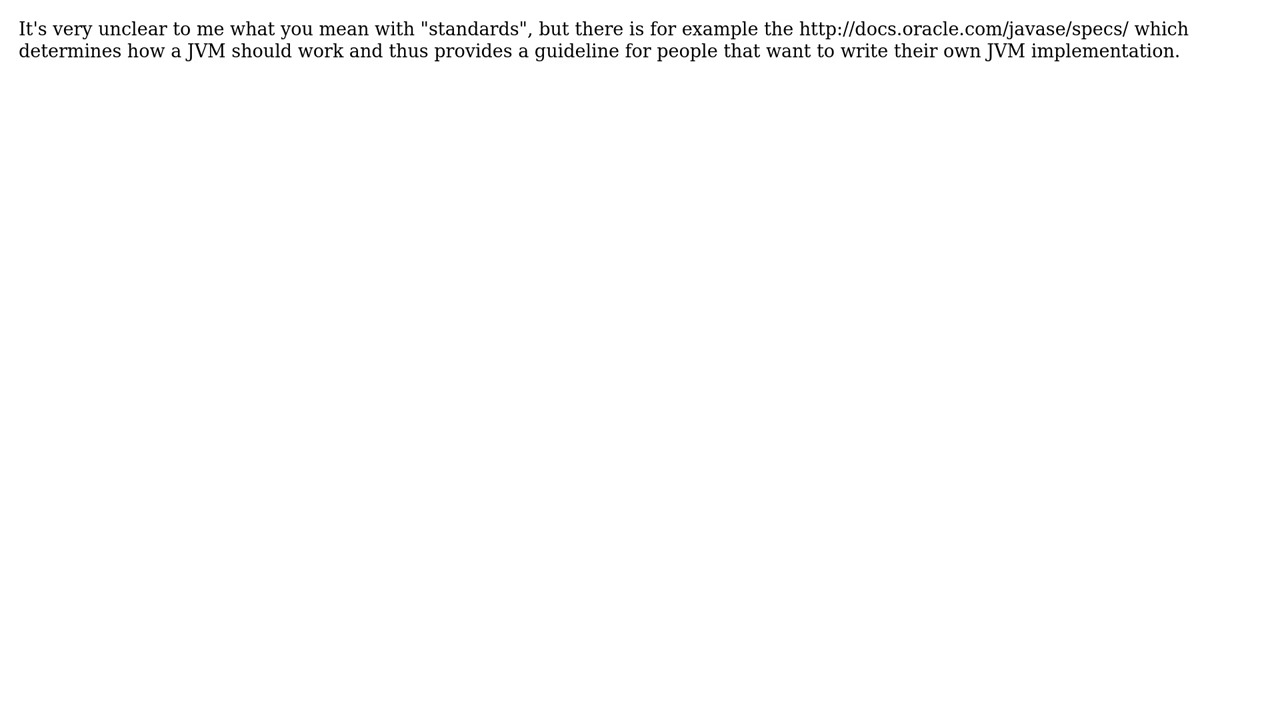 It's very unclear to me what you mean with "standards", but there is for example the http://docs.oracle.com/javase/specs/ which
determines how a JVM should work and thus provides a guideline for people that want to write their own JVM implementation.